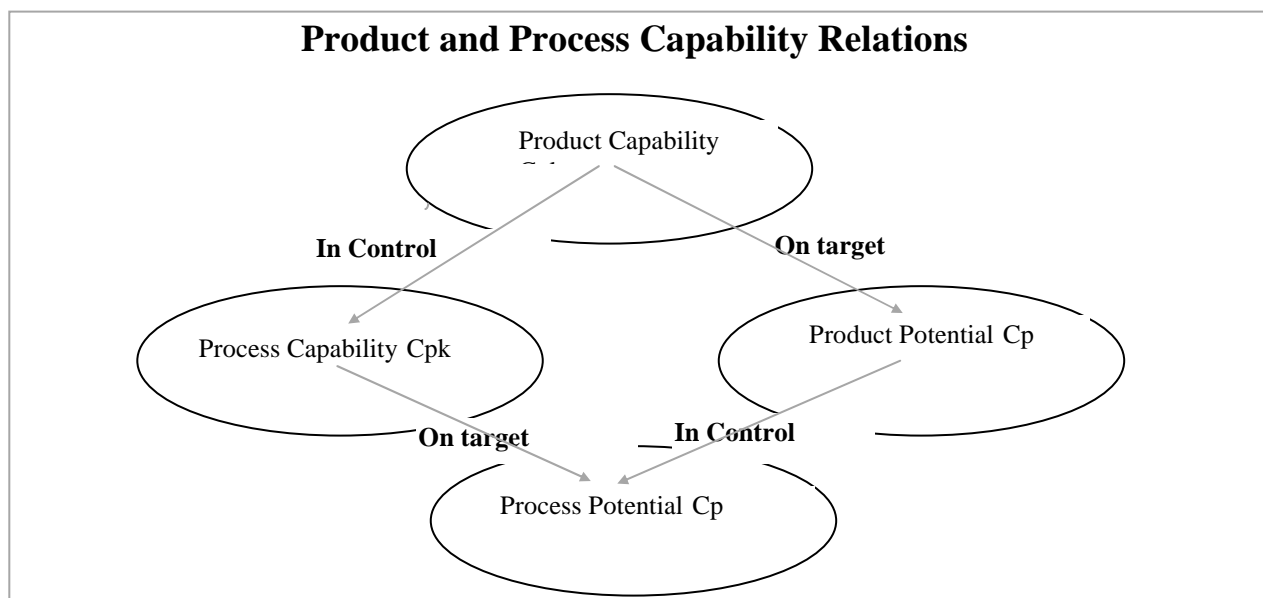 Product and Process Capability Relations
Product Capability
In Control
On target
Process Capability Cpk
Product Potential Cp
On target
In Control
Process Potential Cp